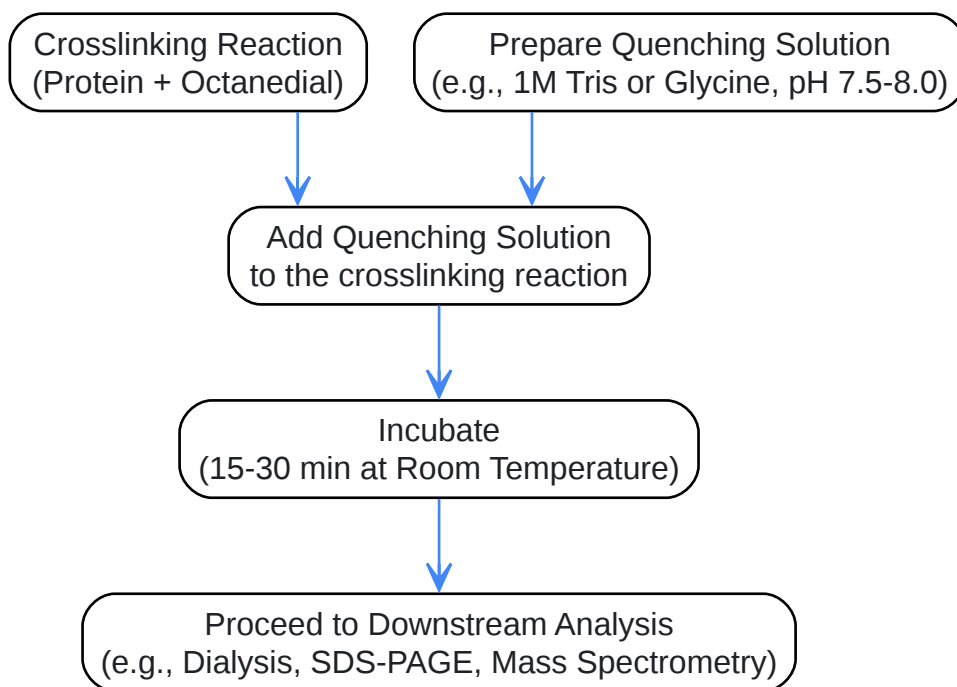 Crosslinking Reaction
(Protein + Octanedial)
Prepare Quenching Solution
(e.g., 1M Tris or Glycine, pH 7.5-8.0)
Add Quenching Solution
to the crosslinking reaction
Incubate
(15-30 min at Room Temperature)
Proceed to Downstream Analysis
(e.g., Dialysis, SDS-PAGE, Mass Spectrometry)